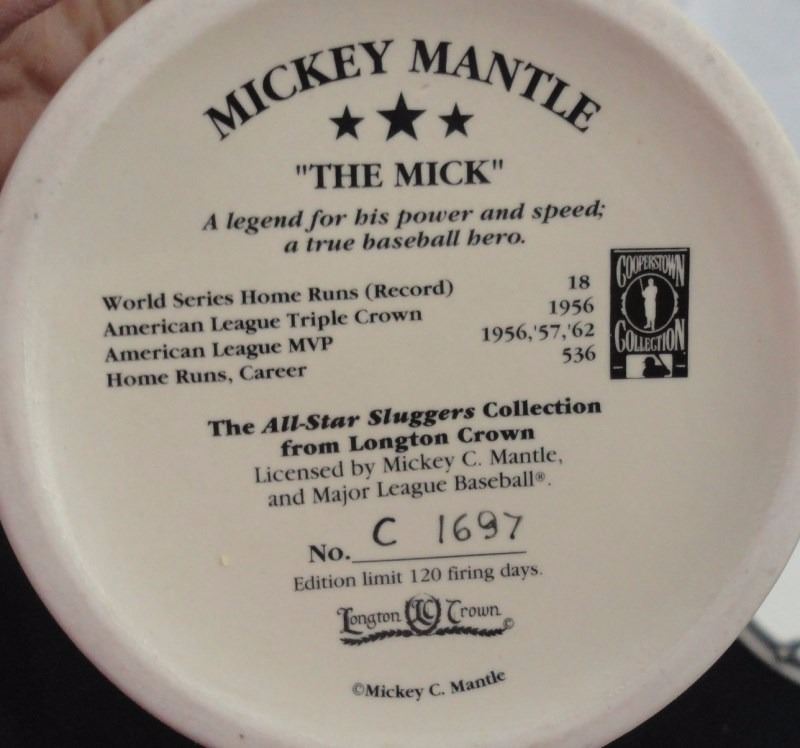 MICKEY MANTLE
"THE MICK"
A legend for his power and speed;
a true baseball hero.
World Series Home Runs (Record) 18
American League Triple Crown 1956
American League MVP 1956,'57,'62
Home Runs, Career 536
COOPERSTOWN
COLLECTION
The All-Star Sluggers Collection
from Longton Crown
Licensed by Mickey C. Mantle,
and Major League Baseball®.
No. C 1697
Edition limit 120 firing days.
Longton LC Crown ©
©Mickey C. Mantle